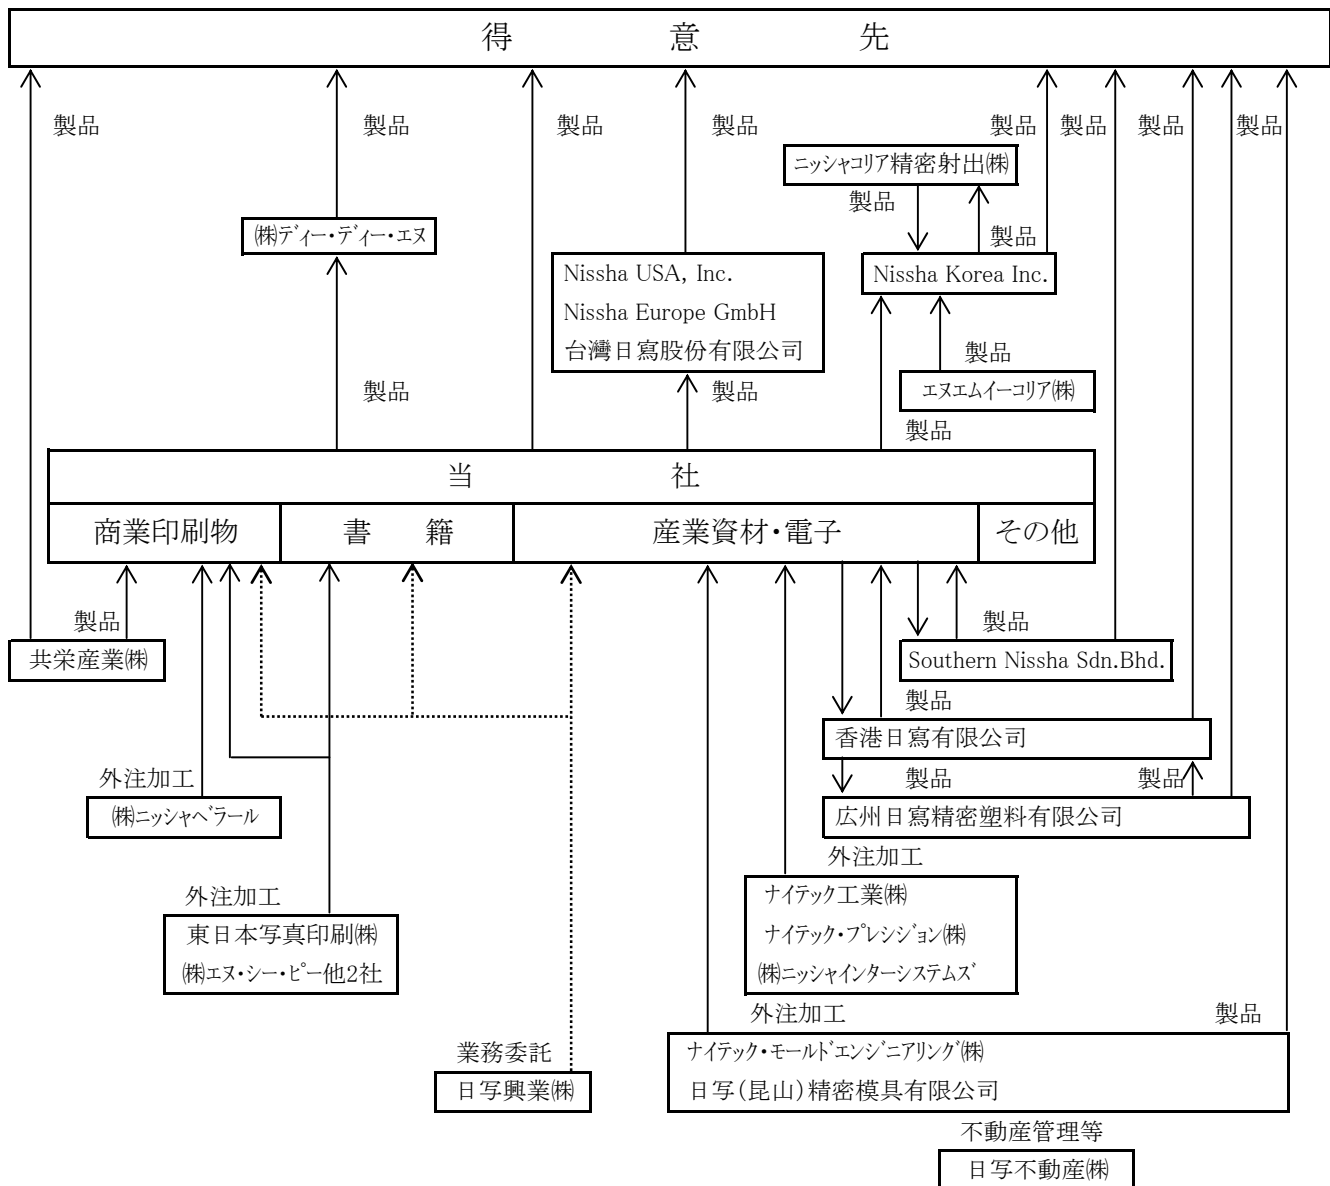 得意先
製品 製品 製品 製品 製品 製品 製品 製品
ニッシャコリア精密射出㈱
製品
㈱ディー・ディー・エヌ
製品
Nissha USA, Inc.
Nissha Europe GmbH
台灣日寫股份有限公司
Nissha Korea Inc.
製品
エヌエムイーコリア㈱
製品
製品
製品
当社
商業印刷物 書籍 産業資材・電子 その他
製品
共栄産業㈱
製品
Southern Nissha Sdn.Bhd.
製品
香港日寫有限公司
外注加工
㈱ニッシャベラール
製品
製品
広州日寫精密塑料有限公司
外注加工
東日本写真印刷㈱
㈱エヌ・シー・ピー他2社
外注加工
ナイテック工業㈱
ナイテック・プレシジョン㈱
㈱ニッシャインターシステムズ
業務委託
日写興業㈱
外注加工
製品
ナイテック・モールドエンジニアリング㈱
日写(昆山)精密模具有限公司
不動産管理等
日写不動産㈱